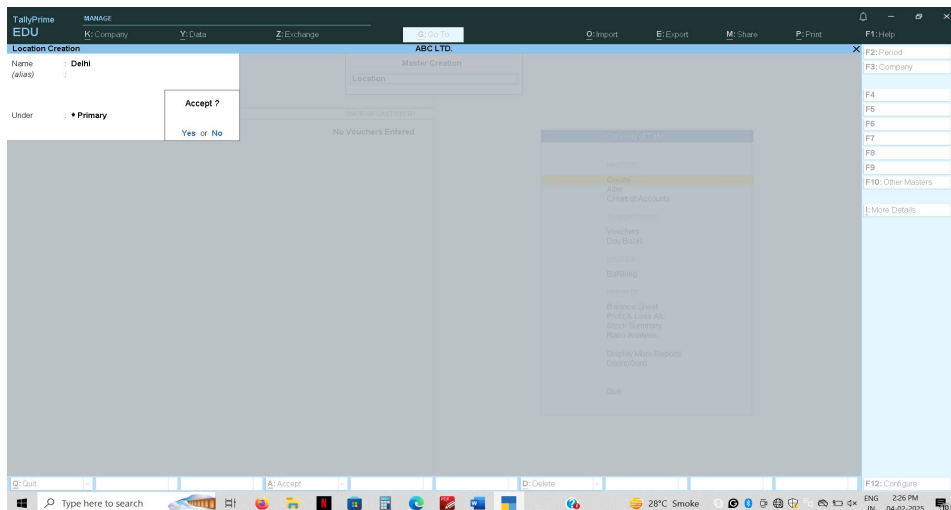 TallyPrime
EDU
MANAGE
K: Company
Y: Data
Z: Exchange
G: Go To
O: Import
E: Export
M: Share
P: Print
F1: Help
Location Creation
ABC LTD.
F2: Period
F3: Company
F4
F5
F6
F7
F8
F9
F10: Other Masters
I: More Details
F12: Configure
Name : Delhi
(alias) :
Under : ♦ Primary
Accept ?
Yes or No
Master Creation
Location
No Vouchers Entered
Gateway of Tally
MASTERS
Create
Alter
Chart of Accounts
Vouchers
Day Book
Banking
Balance Sheet
Profit & Loss A/c
Stock Summary
Ratio Analysis
Display More Reports
Dashboard
Quit
Q: Quit
A: Accept
D: Delete
Type here to search
28°C Smoke
ENG
IN
2:26 PM
04-02-2025